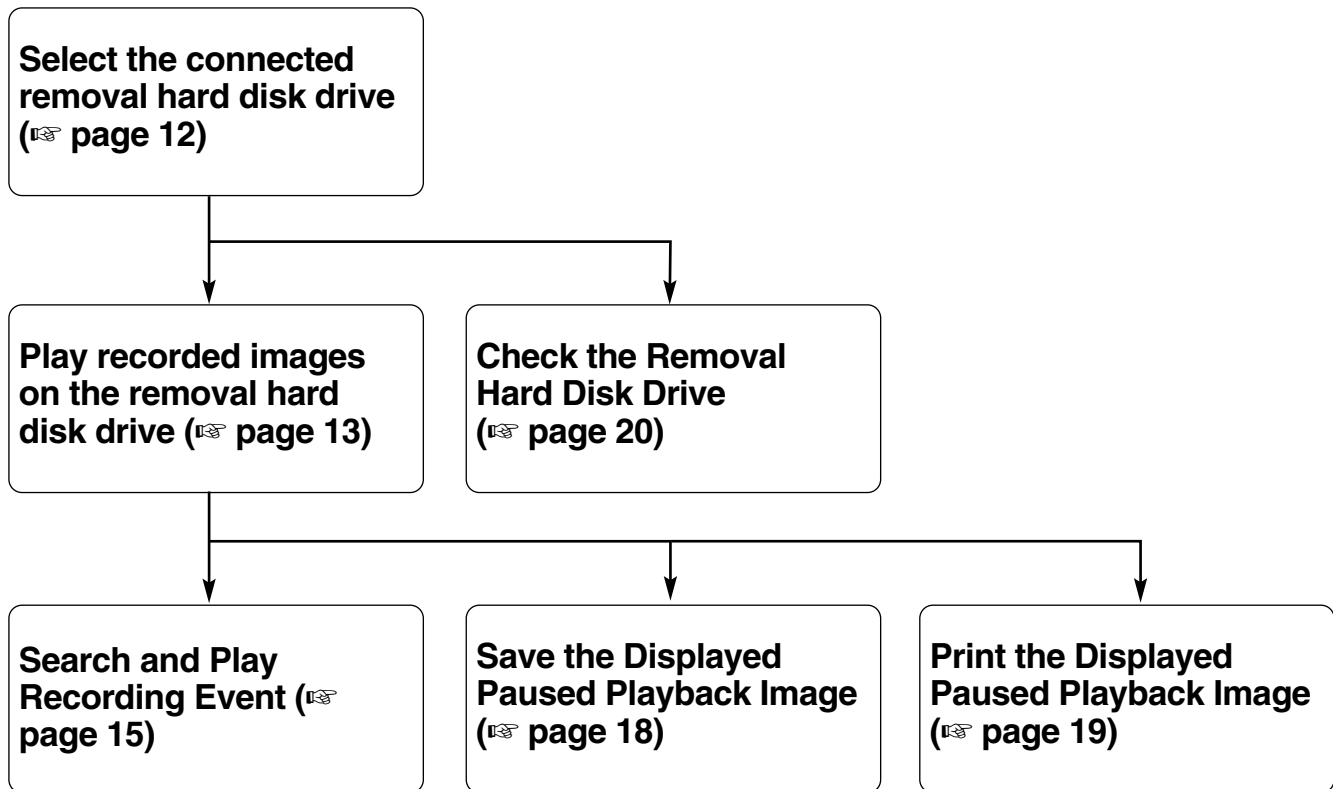 Select the connected
removal hard disk drive
(☞ page 12)
Play recorded images
on the removal hard
disk drive (☞ page 13)
Check the Removal
Hard Disk Drive
(☞ page 20)
Search and Play
Recording Event (☞
page 15)
Save the Displayed
Paused Playback Image
(☞ page 18)
Print the Displayed
Paused Playback Image
(☞ page 19)